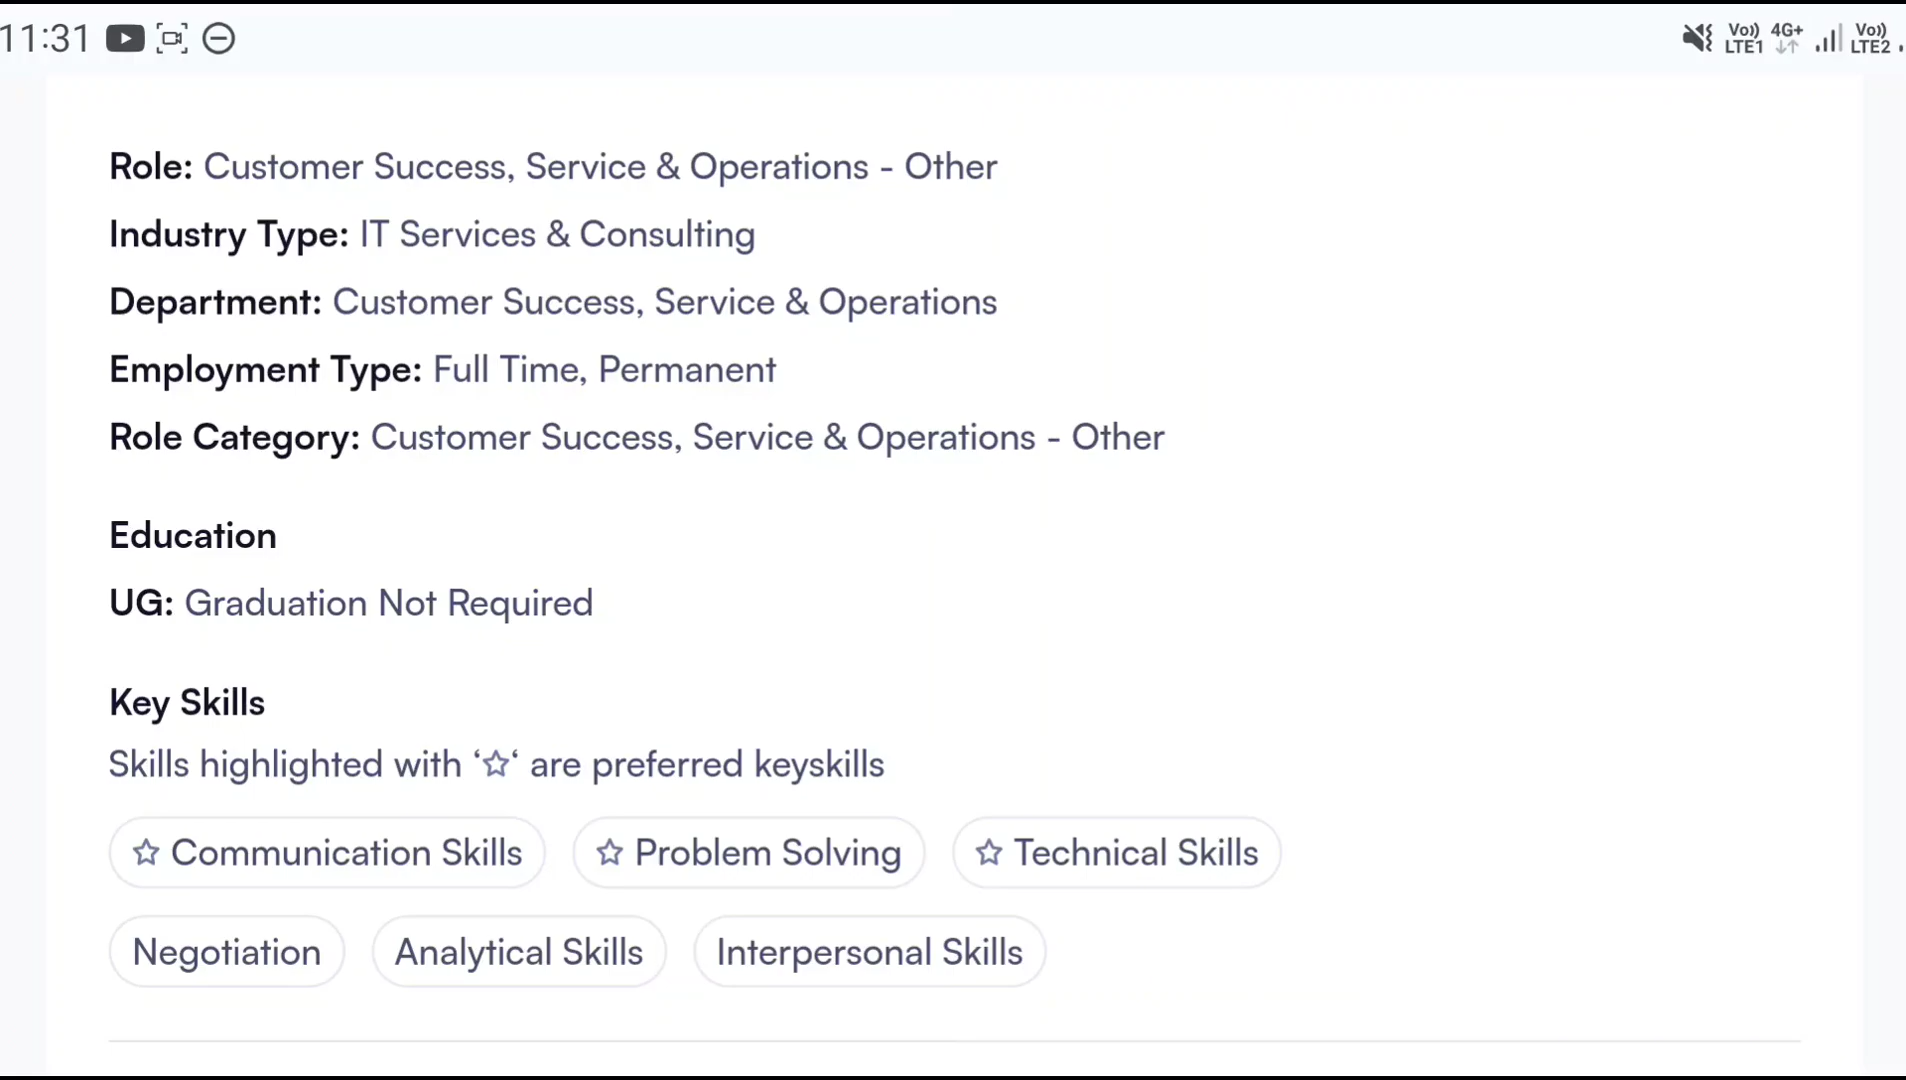 11:31 Vo)) LTE1 4G+ Vo)) LTE2
Role: Customer Success, Service & Operations - Other
Industry Type: IT Services & Consulting
Department: Customer Success, Service & Operations
Employment Type: Full Time, Permanent
Role Category: Customer Success, Service & Operations - Other
Education
UG: Graduation Not Required
Key Skills
Skills highlighted with ‘☆‘ are preferred keyskills
☆ Communication Skills ☆ Problem Solving ☆ Technical Skills
Negotiation Analytical Skills Interpersonal Skills